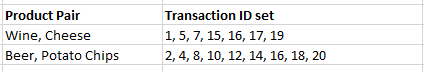 Product Pair Transaction ID set
Wine, Cheese 1, 5, 7, 15, 16, 17, 19
Beer, Potato Chips 2, 4, 8, 10, 12, 14, 16, 18, 20